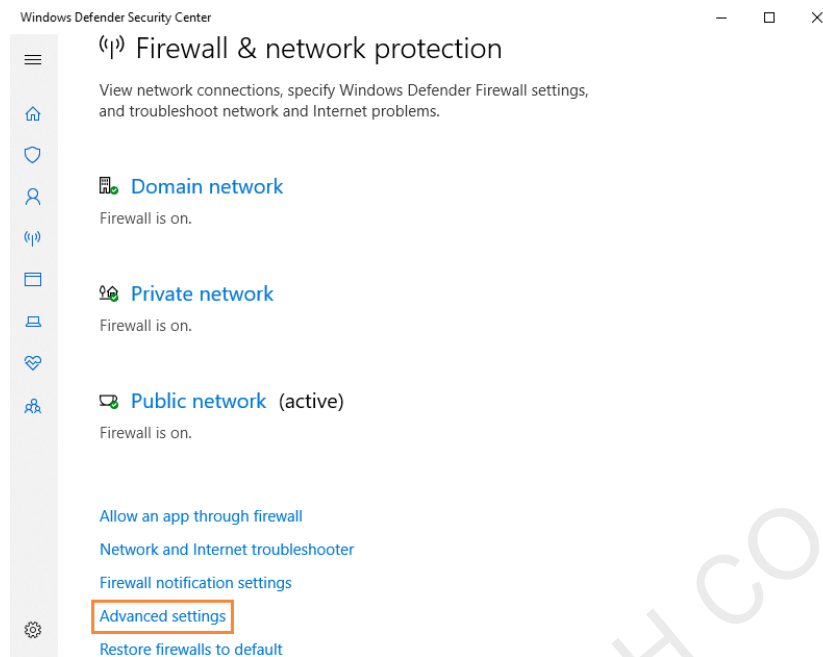 Windows Defender Security Center
Firewall & network protection
View network connections, specify Windows Defender Firewall settings,
and troubleshoot network and Internet problems.
Domain network
Firewall is on.
Private network
Firewall is on.
Public network (active)
Firewall is on.
Allow an app through firewall
Network and Internet troubleshooter
Firewall notification settings
Advanced settings
Restore firewalls to default
H CO